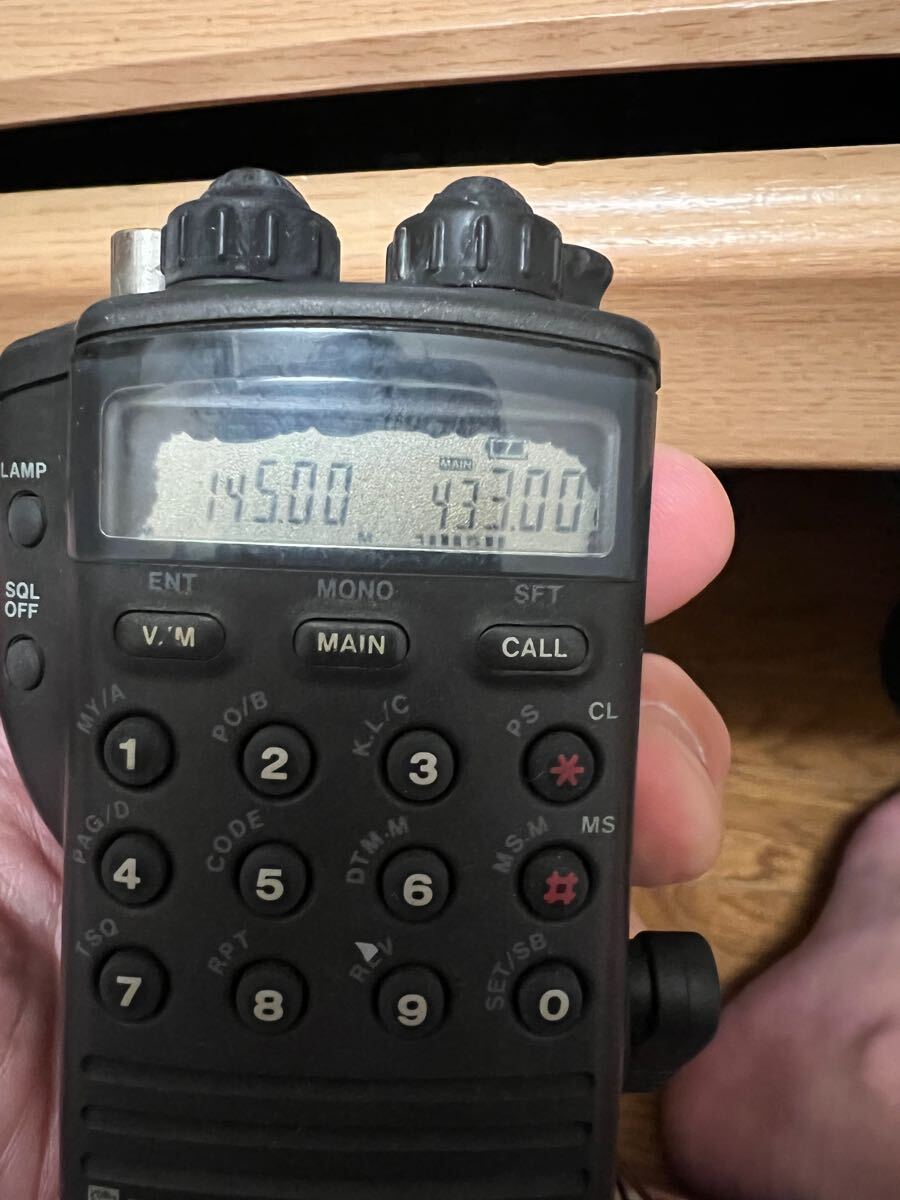 LAMP
SQL
OFF
MAIN
145.00
433.00
M
ENT MONO SFT
V/M MAIN CALL
MY/A PO/B K.L/C PS CL
1 2 3 *
PAG/D CODE DTM.M MS.M MS
4 5 6 #
TSQ RPT REV SET/SB
7 8 9 0